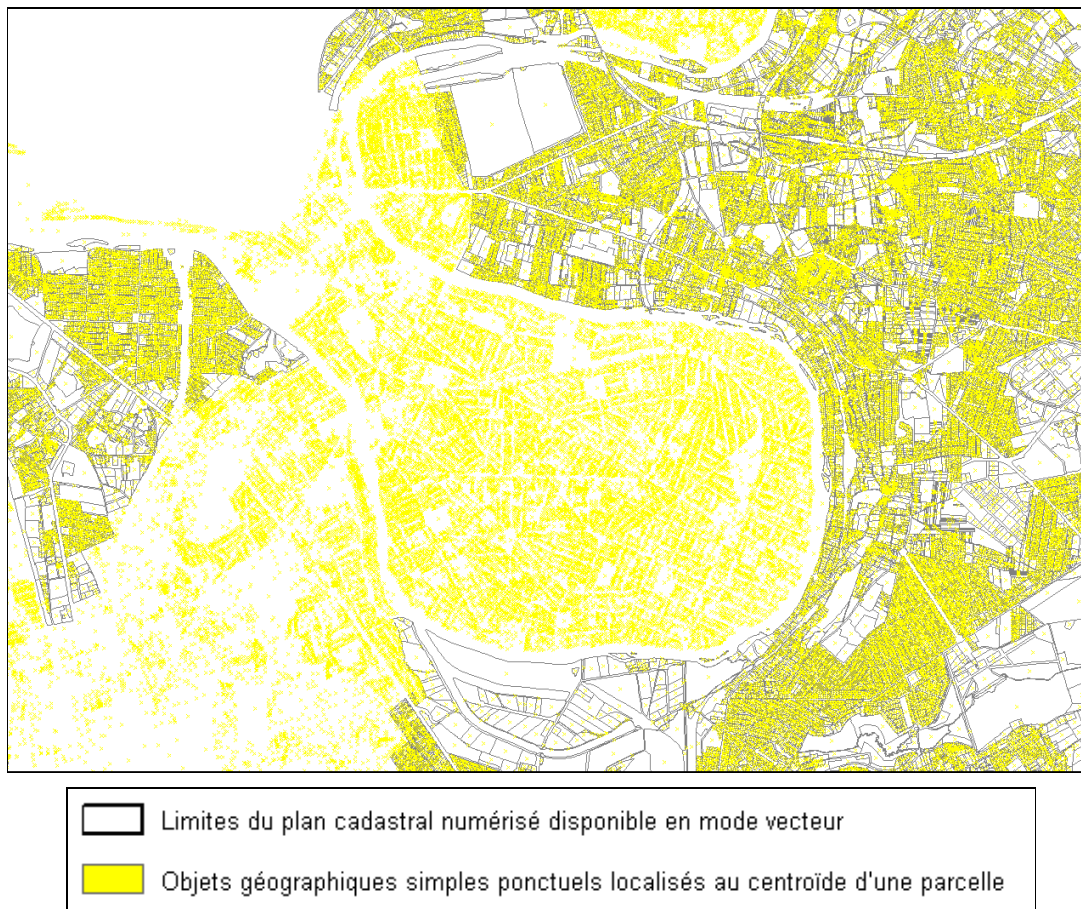 Limites du plan cadastral numérisé disponible en mode vecteur
Objets géographiques simples ponctuels localisés au centroïde d'une parcelle